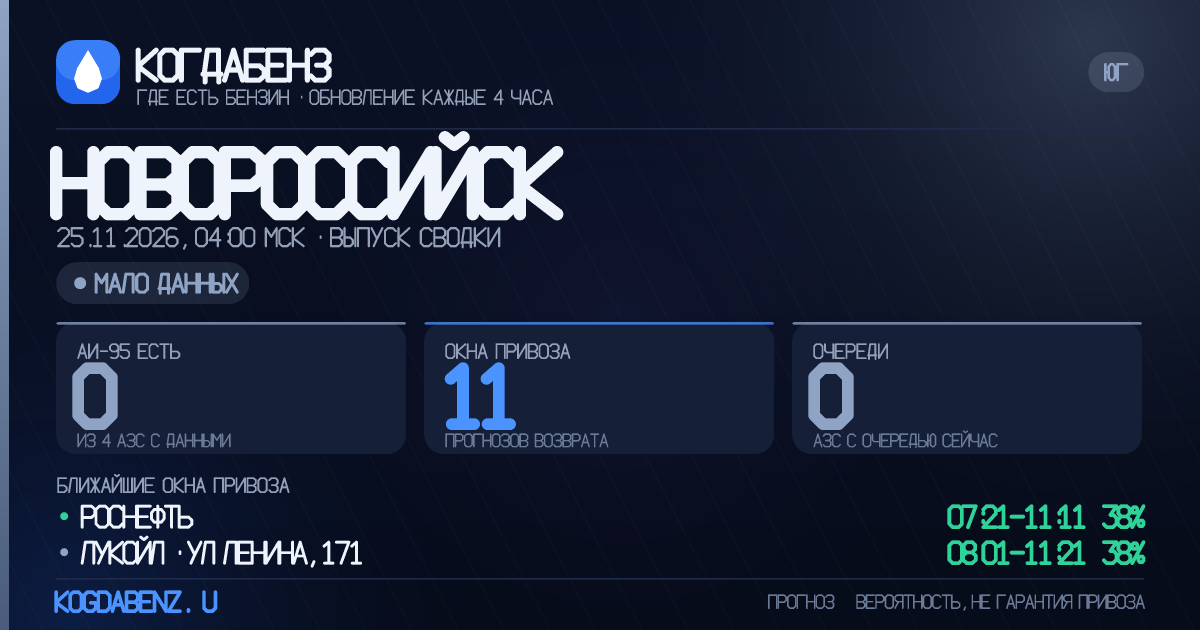 КОГДАБЕНЗ
ГДЕ ЕСТЬ БЕНЗИН · ОБНОВЛЕНИЕ КАЖДЫЕ 4 ЧАСА
ЮГ
НОВОРОССИЙСК
25.11.2026, 04:00 МСК · ВЫПУСК СВОДКИ
МАЛО ДАННЫХ
АИ-95 ЕСТЬ
0
ИЗ 4 АЗС С ДАННЫМИ
ОКНА ПРИВОЗА
11
ПРОГНОЗОВ ВОЗВРАТА
ОЧЕРЕДИ
0
АЗС С ОЧЕРЕДЬЮ СЕЙЧАС
БЛИЖАЙШИЕ ОКНА ПРИВОЗА
• РОСНЕФТЬ 07:21–11:11 38%
• ЛУКОЙЛ · УЛ ЛЕНИНА, 171 08:01–11:21 38%
KOGDABENZ. U
ПРОГНОЗ ВЕРОЯТНОСТЬ, НЕ ГАРАНТИЯ ПРИВОЗА